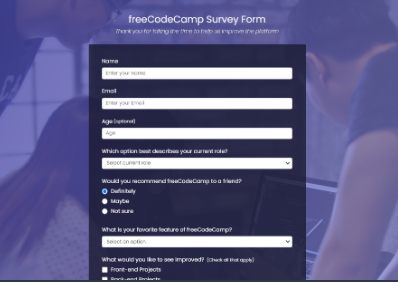 freeCodeCamp Survey Form
Thank you for taking the time to help us improve the platform
Name
Enter your Name
Email
Enter your Email
Age (optional)
Age
Which option best describes your current role?
Select current role
Would you recommend freeCodeCamp to a friend?
Definitely
Maybe
Not sure
What is your favorite feature of freeCodeCamp?
Select an option
What would you like to see improved? (Check all that apply)
Front-end Projects
Back-end Projects